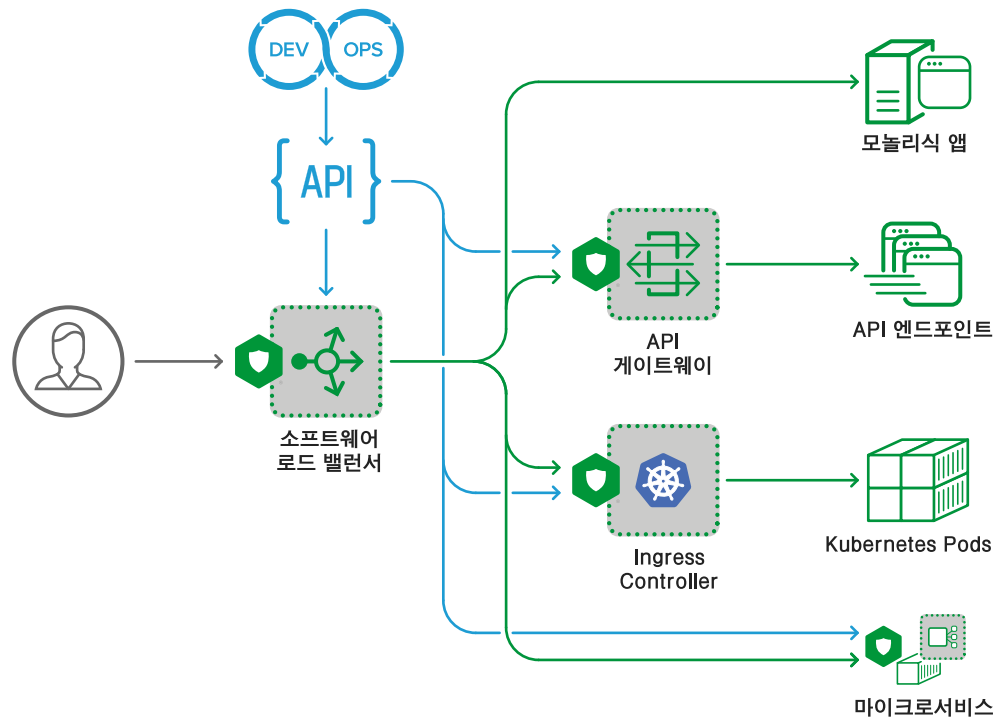 DEV OPS
{ API }
모놀리식 앱
API
게이트웨이
API 엔드포인트
소프트웨어
로드 밸런서
Ingress
Controller
Kubernetes Pods
마이크로서비스